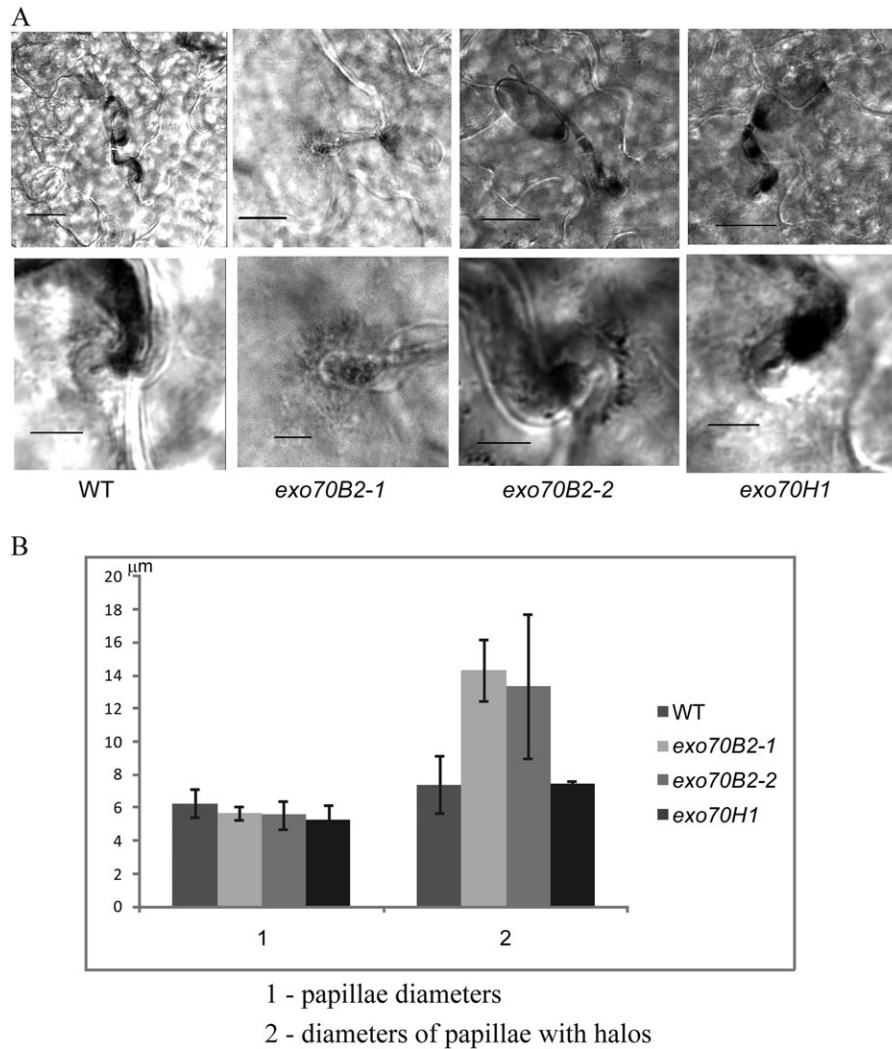 A
WT exo70B2-1 exo70B2-2 exo70H1
B
μm
20
18
16
14
12
10
8
6
4
2
0
1 2
WT
exo70B2-1
exo70B2-2
exo70H1
1 - papillae diameters
2 - diameters of papillae with halos